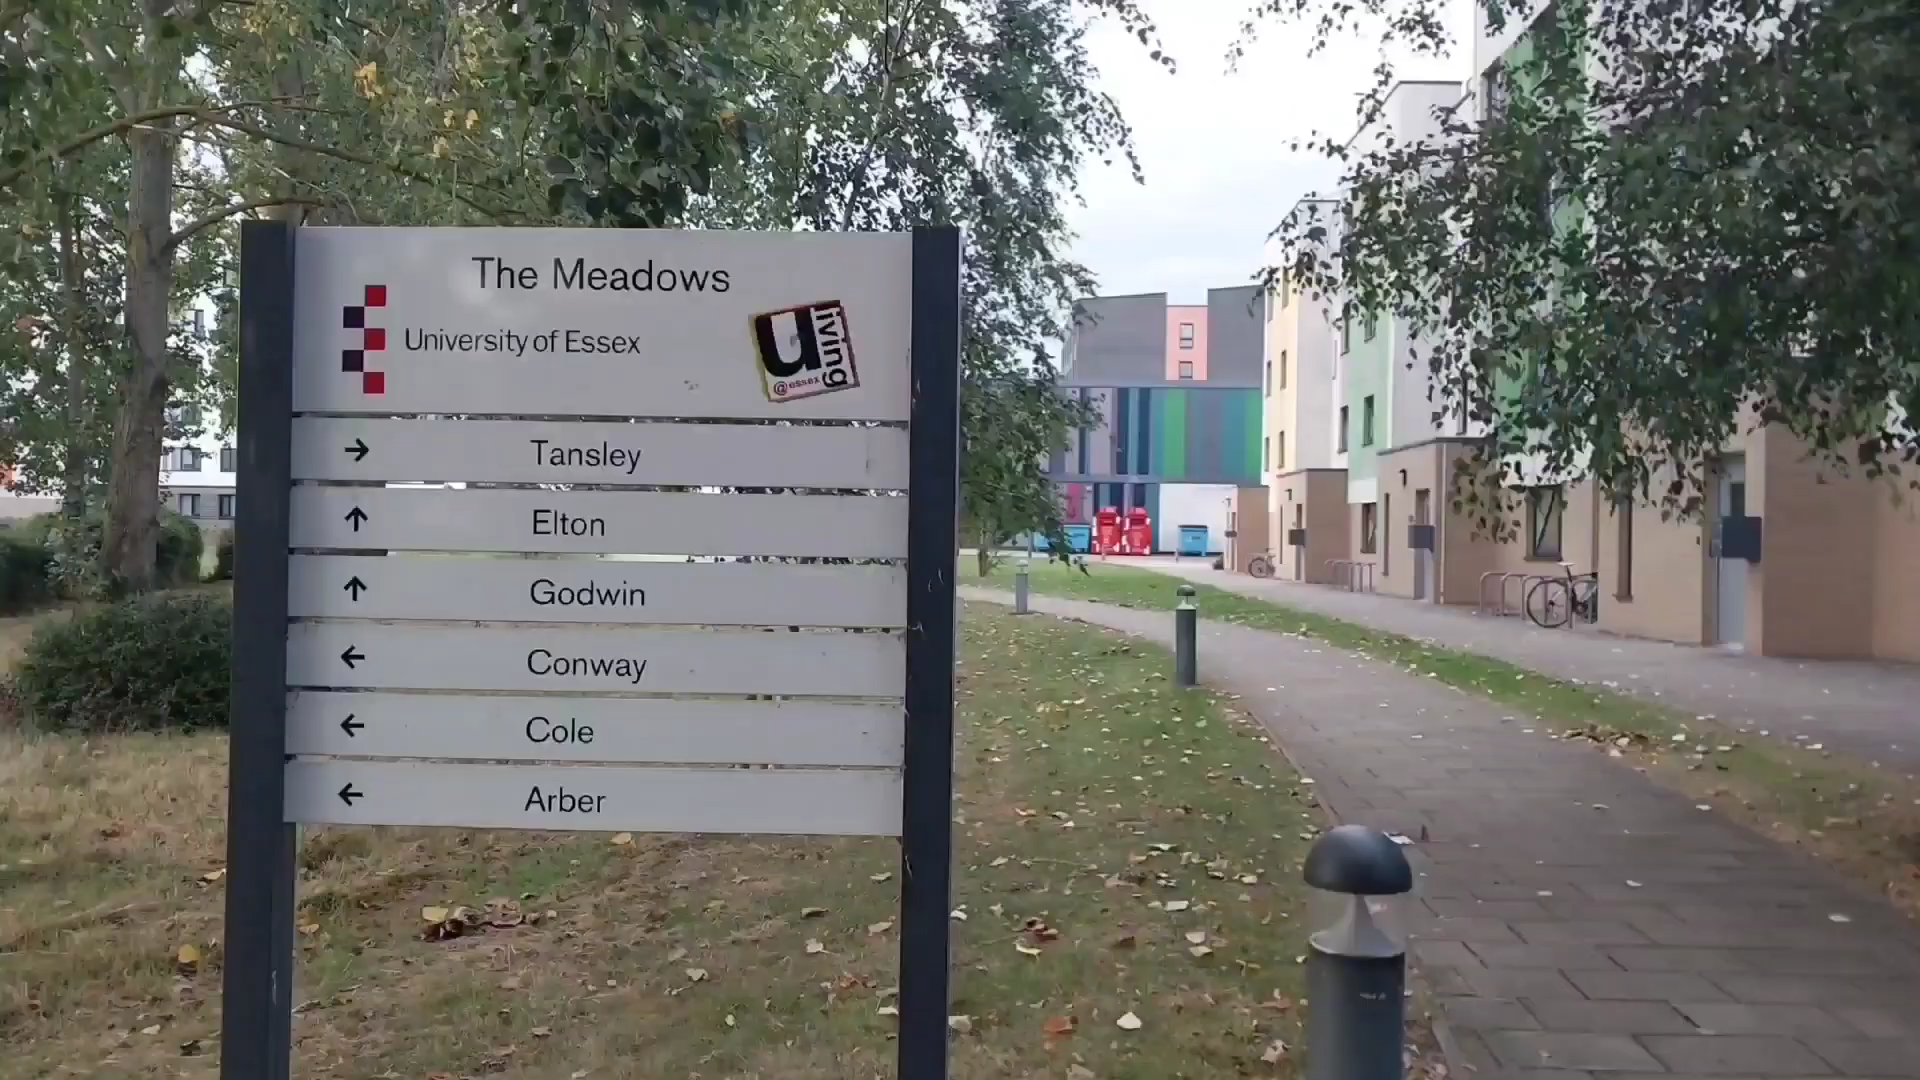 The Meadows
University of Essex
u living
@essex
→ Tansley
↑ Elton
↑ Godwin
← Conway
← Cole
← Arber